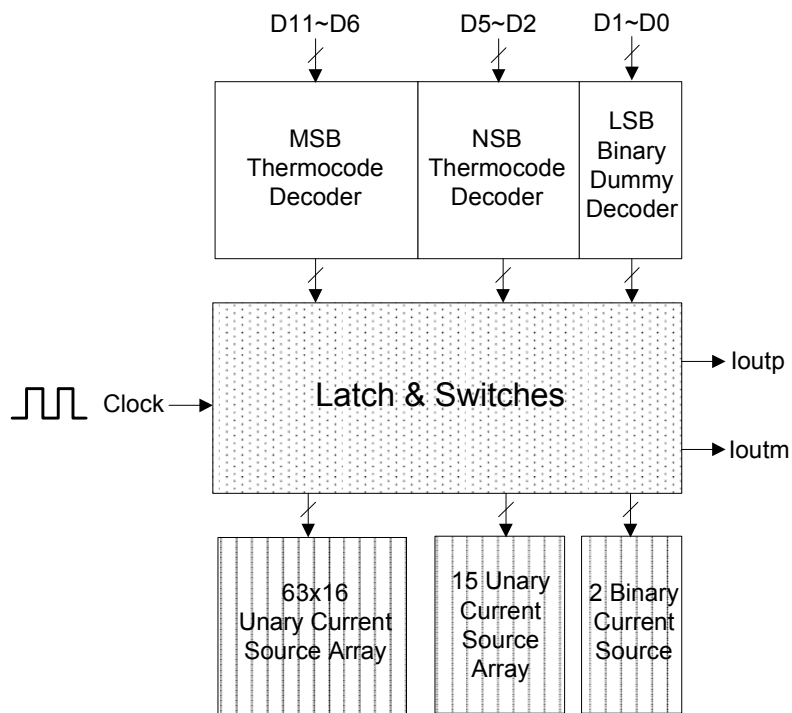 D11~D6
D5~D2
D1~D0
MSB
Thermocode
Decoder
NSB
Thermocode
Decoder
LSB
Binary
Dummy
Decoder
Clock
Latch & Switches
Ioutp
Ioutm
63x16
Unary Current
Source Array
15 Unary
Current
Source
Array
2 Binary
Current
Source